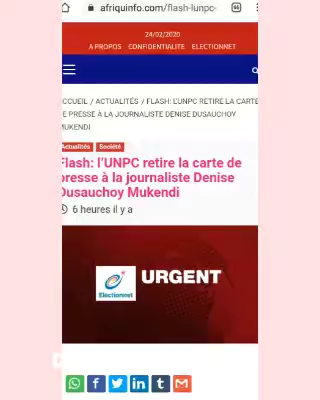 afriquinfo.com/flash-lunpc-
66
24/02/2020
A PROPOS CONFIDENTIALITE ELECTIONNET
CCUEIL / ACTUALITÉS / FLASH: L'UNPC RETIRE LA CARTE
DE PRESSE À LA JOURNALISTE DENISE DUSAUCHOY
MUKENDI
Actualités Société
Flash: l'UNPC retire la carte de
presse à la journaliste Denise
Dusauchoy Mukendi
6 heures il y a
URGENT
Electionnet